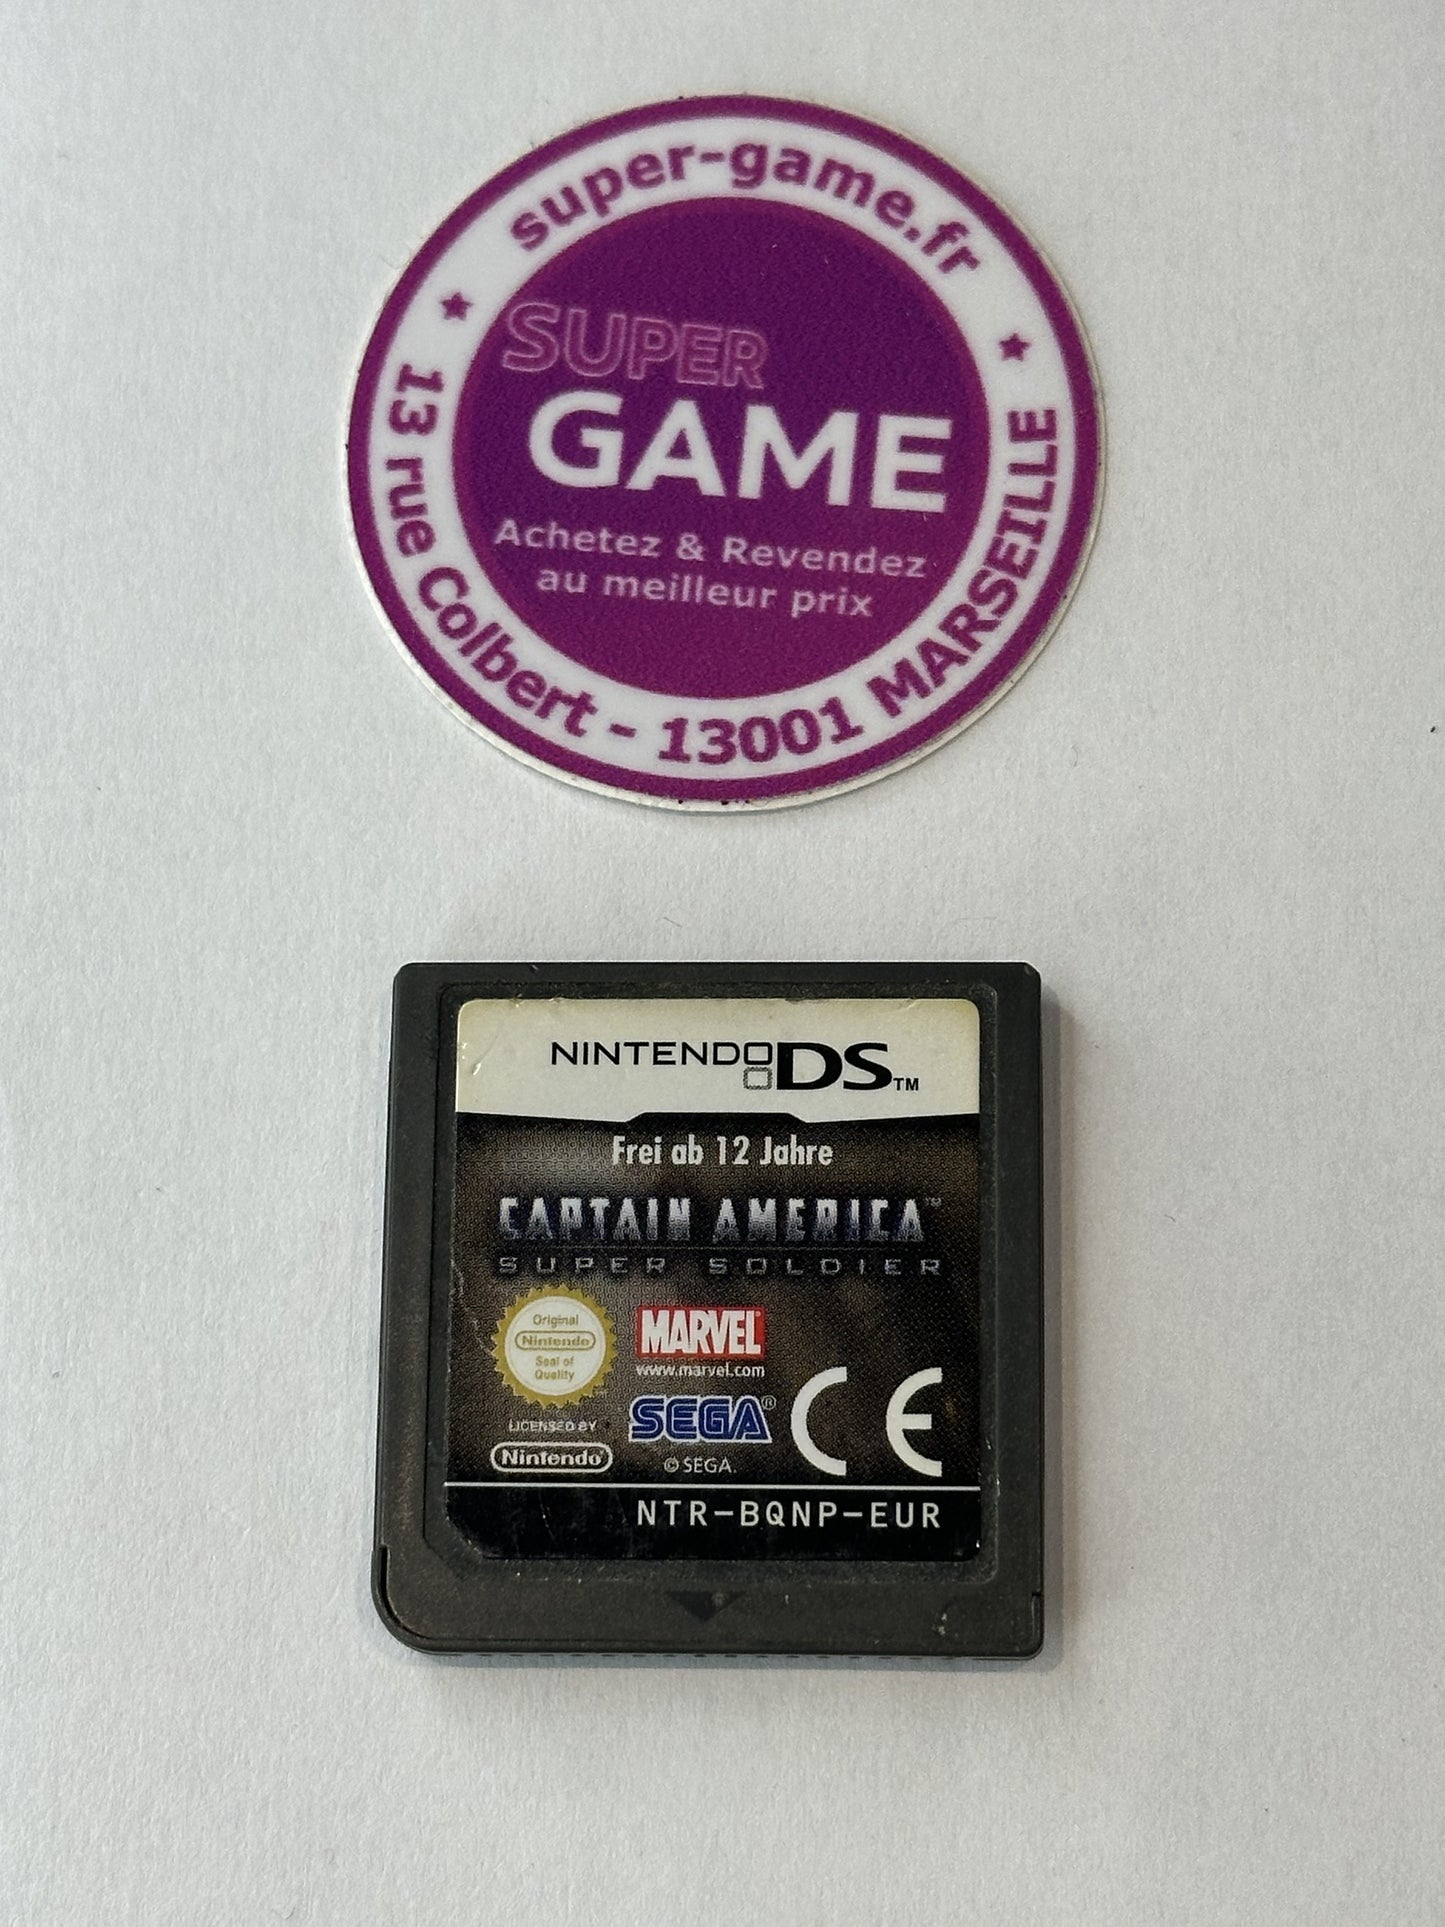 super-game.fr
SUPER
GAME
Achetez & Revendez
au meilleur prix
13 rue Colbert - 13001 MARSEILLE
NINTENDO DS™
Frei ab 12 Jahre
CAPTAIN AMERICA™
SUPER SOLDIER
Original
Nintendo
Seal of
Quality
MARVEL
www.marvel.com
LICENSED BY
Nintendo®
SEGA®
© SEGA.
CE
NTR-BQNP-EUR